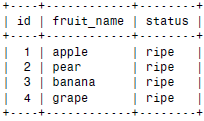 +----+------------+--------+
| id | fruit_name | status |
+----+------------+--------+
|  1 | apple      | ripe   |
|  2 | pear       | ripe   |
|  3 | banana     | ripe   |
|  4 | grape      | ripe   |
+----+------------+--------+